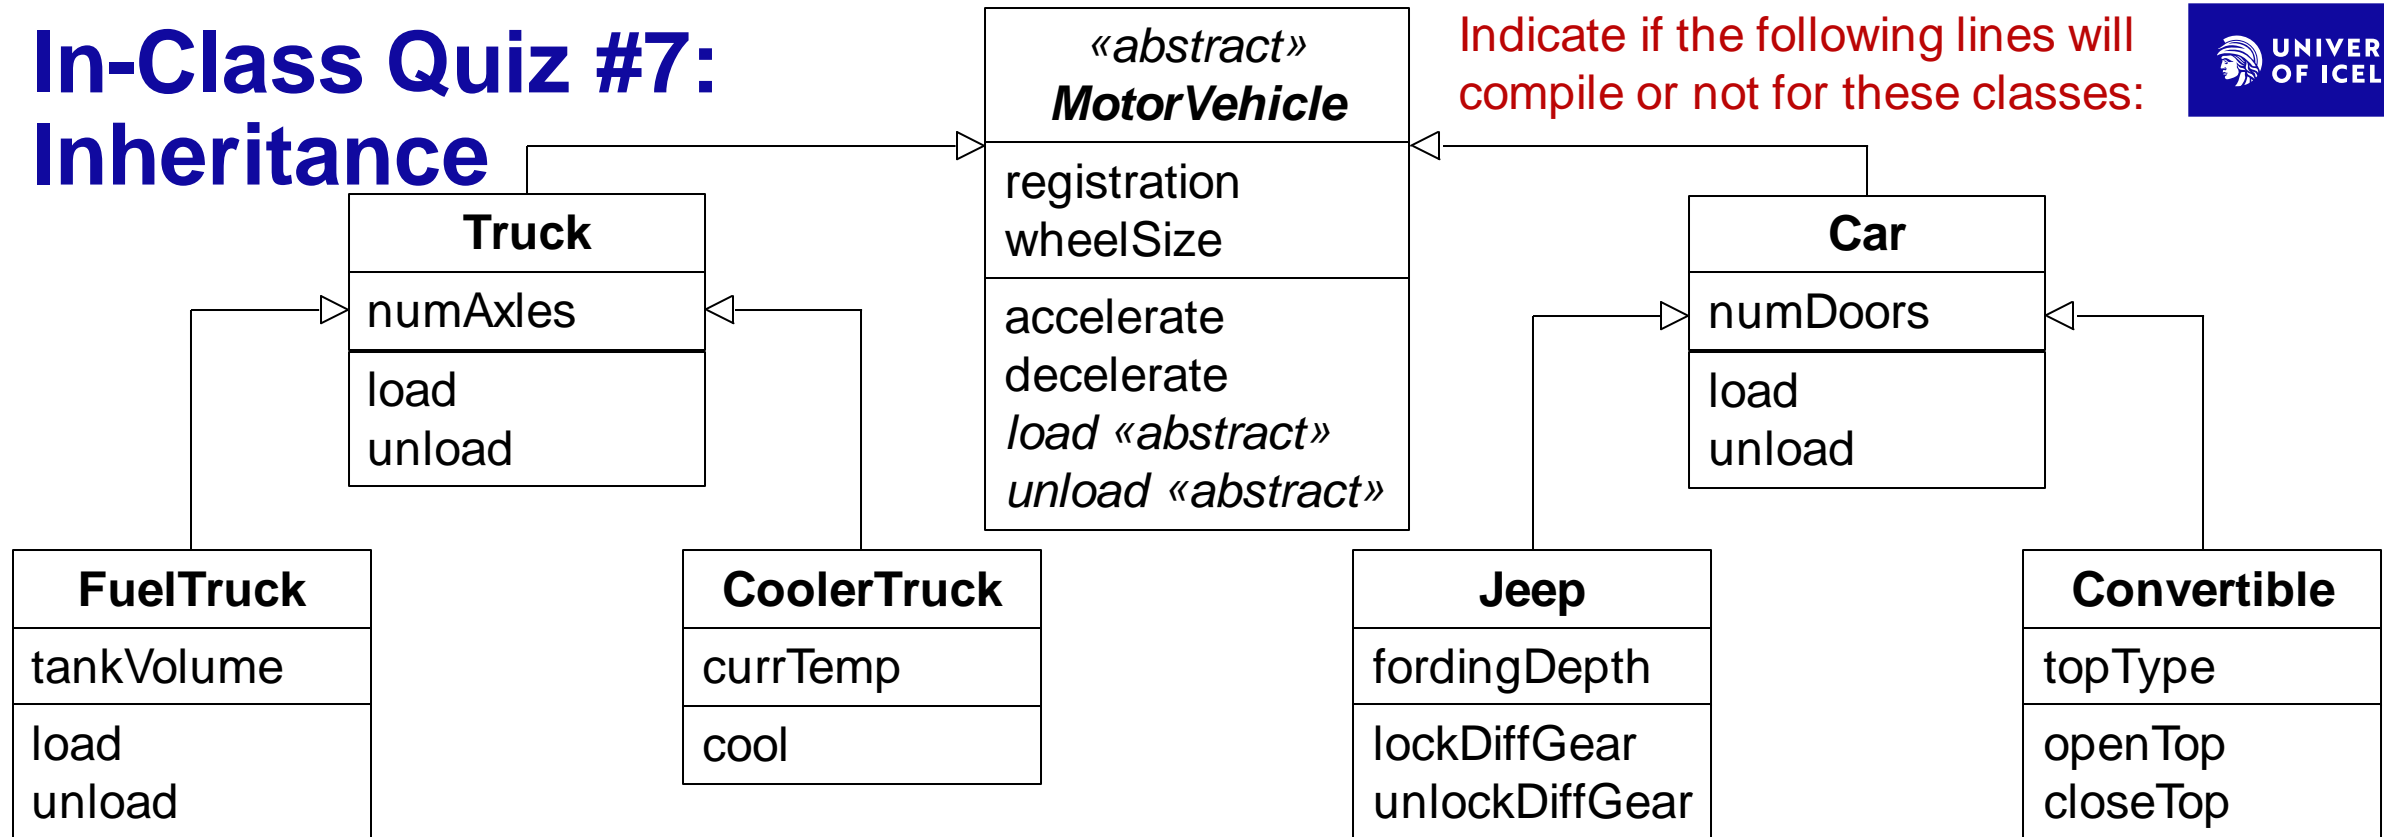 In-Class Quiz #7:
Inheritance
«abstract»
MotorVehicle
registration
wheelSize
accelerate
decelerate
load «abstract»
unload «abstract»
Indicate if the following lines will
compile or not for these classes:
UNIVER
OF ICEL
Truck
numAxles
load
unload
Car
numDoors
load
unload
FuelTruck
tankVolume
load
unload
CoolerTruck
currTemp
cool
Jeep
fordingDepth
lockDiffGear
unlockDiffGear
Convertible
topType
openTop
closeTop